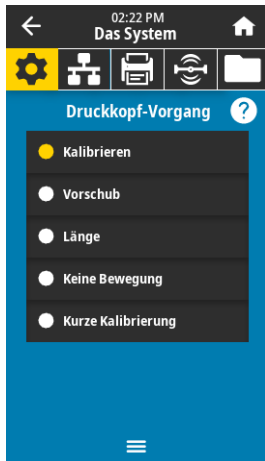 02:22 PM
Das System
Druckkopf-Vorgang ?
Kalibrieren
Vorschub
Länge
Keine Bewegung
Kurze Kalibrierung